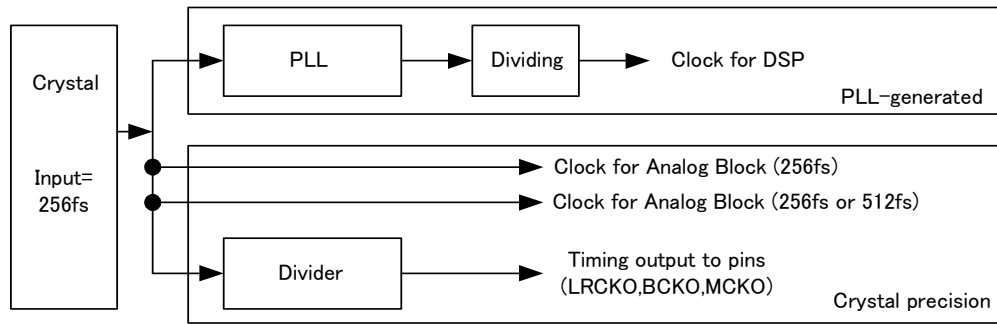 Crystal
Input=
256fs
PLL
Dividing
Clock for DSP
PLL-generated
Clock for Analog Block (256fs)
Clock for Analog Block (256fs or 512fs)
Divider
Timing output to pins
(LRCKO,BCKO,MCKO)
Crystal precision